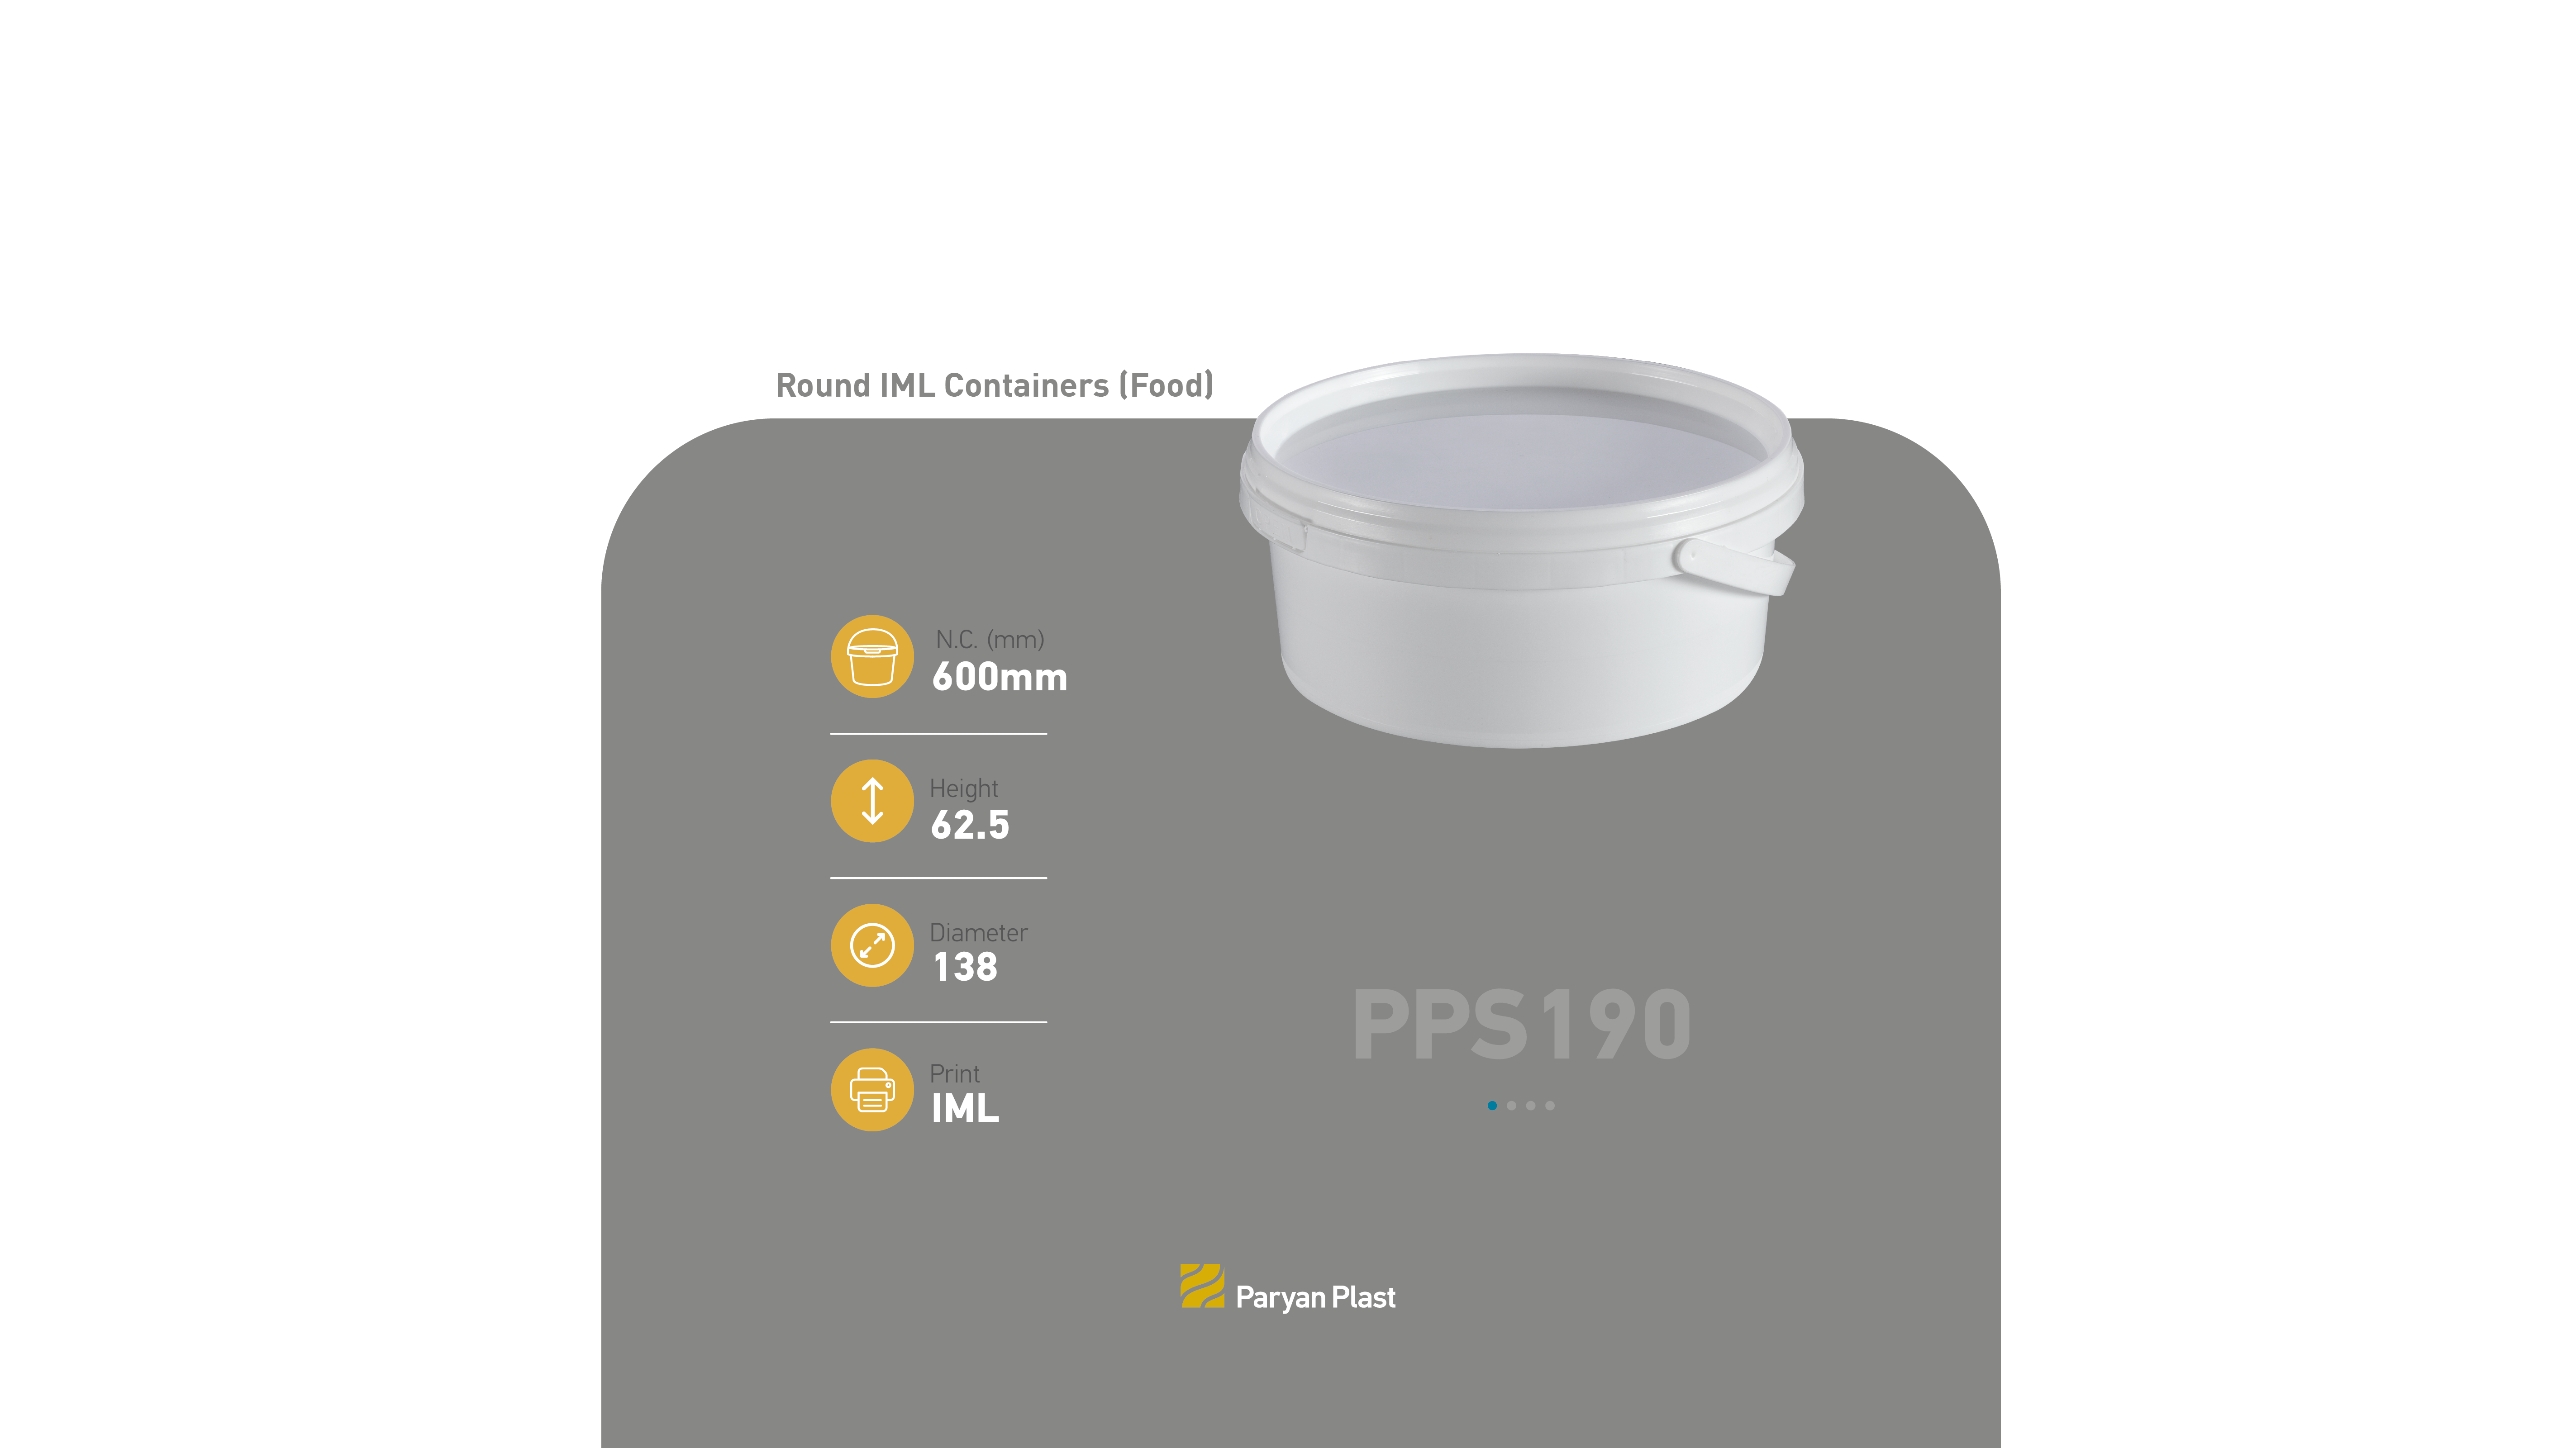 Round IML Containers (Food)
N.C. (mm)
600mm
Height
62.5
Diameter
138
Print
IML
PPS190
Paryan Plast